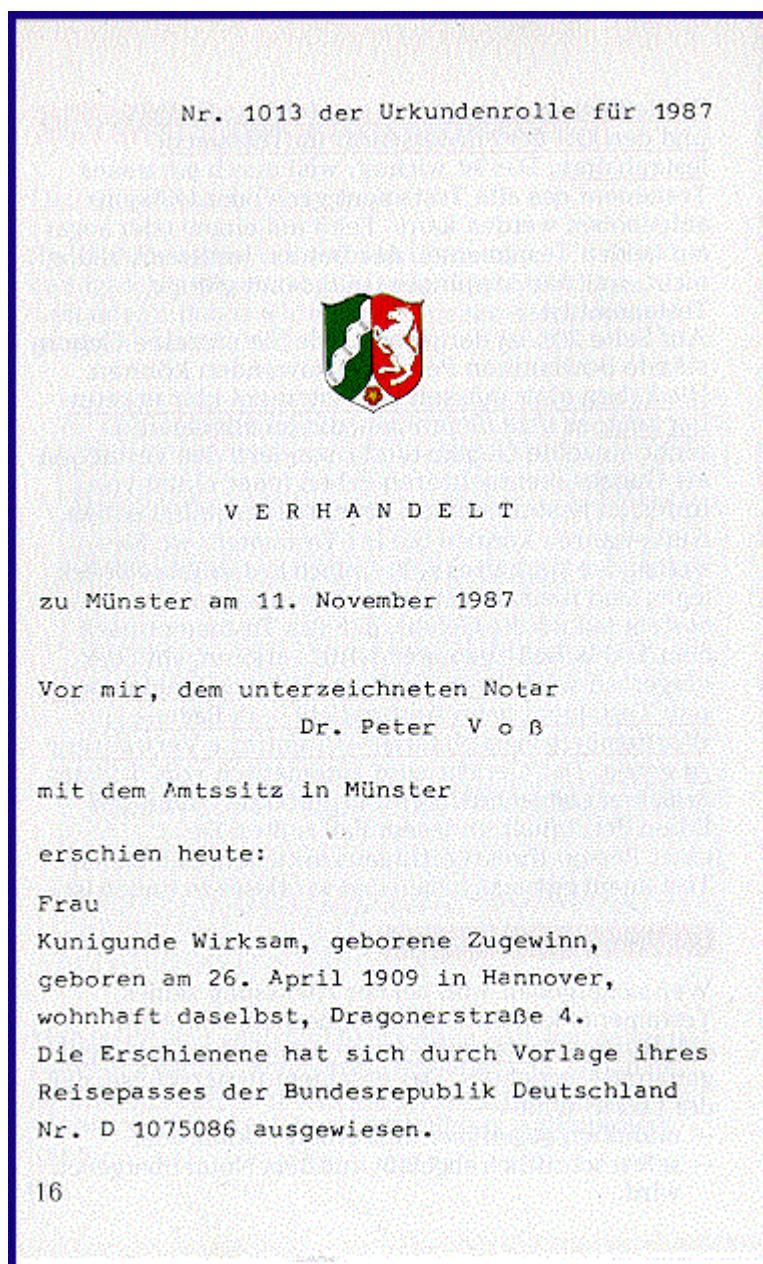 Nr. 1013 der Urkundenrolle für 1987
V E R H A N D E L T
zu Münster am 11. November 1987
Vor mir, dem unterzeichneten Notar
Dr. Peter V o ß
mit dem Amtssitz in Münster
erschien heute:
Frau
Kunigunde Wirksam, geborene Zugewinn,
geboren am 26. April 1909 in Hannover,
wohnhaft daselbst, Dragonerstraße 4.
Die Erschienene hat sich durch Vorlage ihres
Reisepasses der Bundesrepublik Deutschland
Nr. D 1075086 ausgewiesen.
16